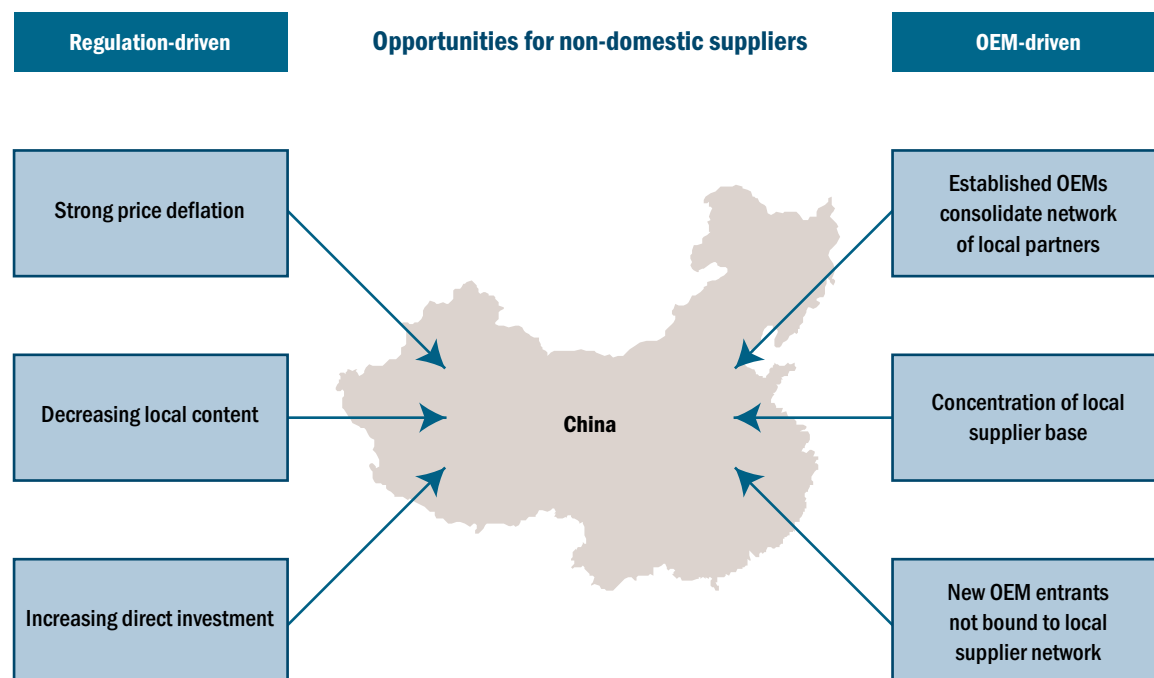 Regulation-driven
Opportunities for non-domestic suppliers
OEM-driven
Strong price deflation
Established OEMs
consolidate network
of local partners
Decreasing local content
China
Concentration of local
supplier base
Increasing direct investment
New OEM entrants
not bound to local
supplier network